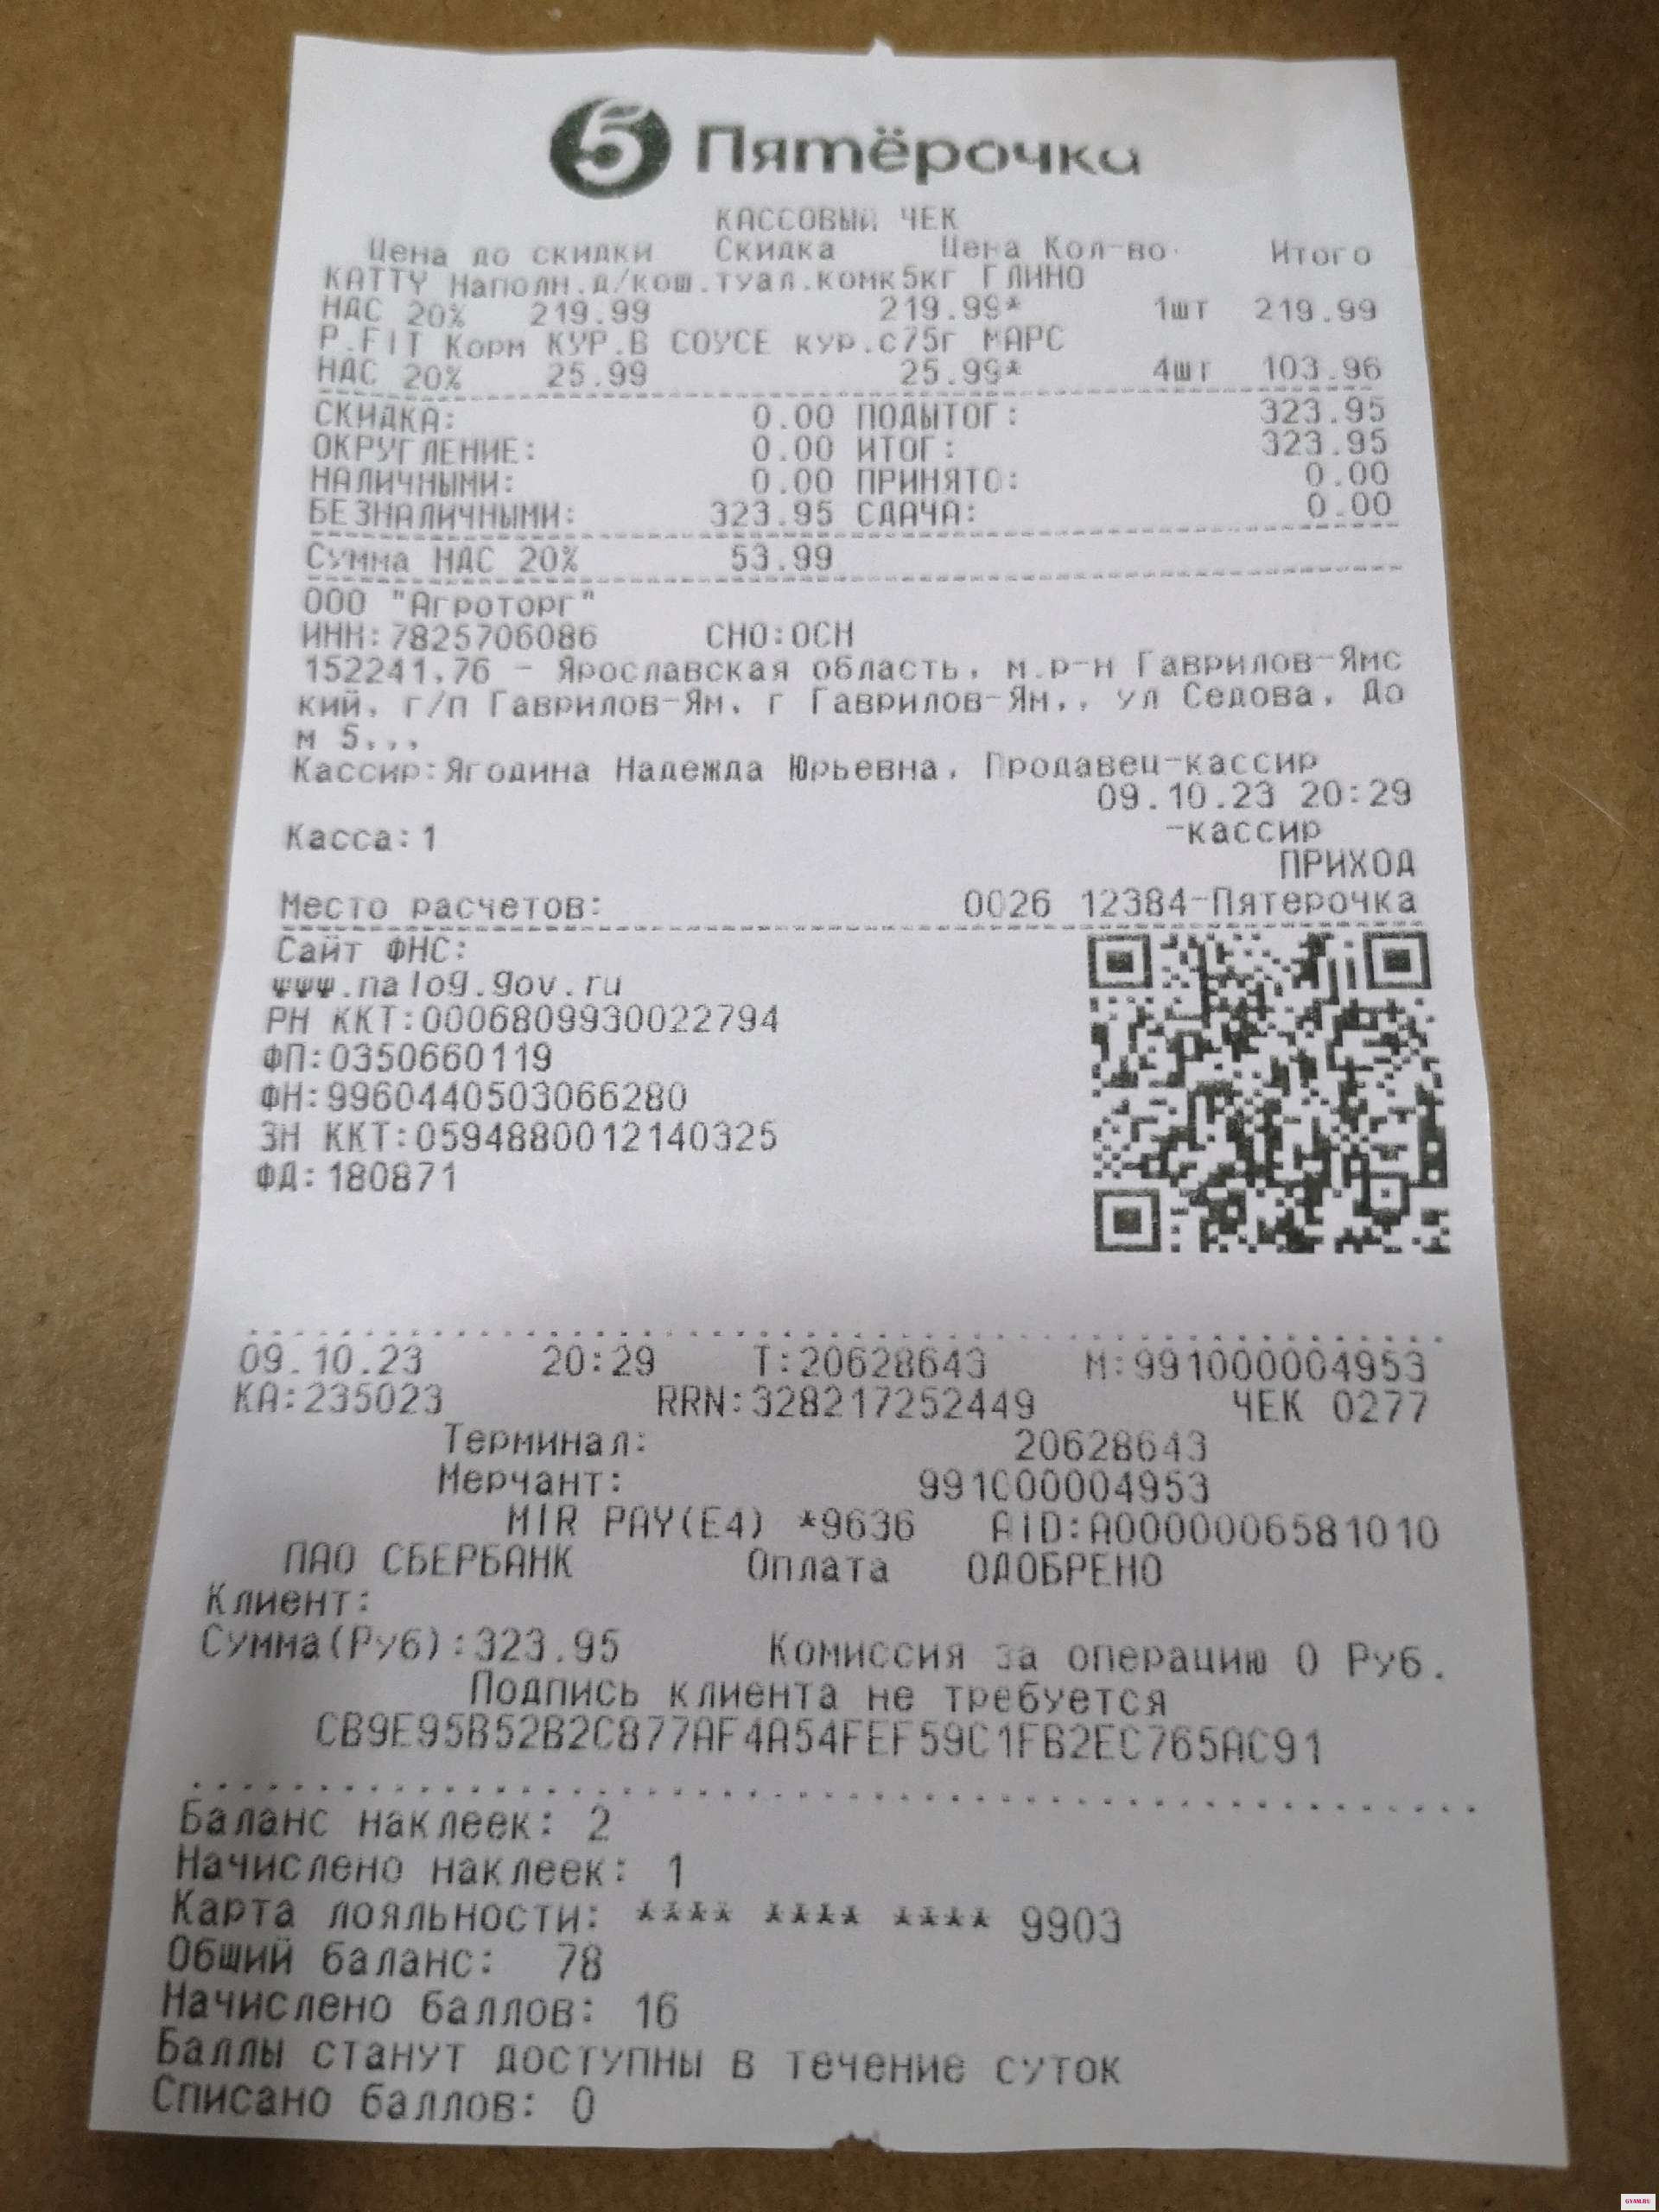 5 Пятёрочка
КАССОВЫЙ ЧЕК
Цена до скидки Скидка Цена Кол-во Итого
KATTY Наполн.д/кош.туал.комк5кг ГЛИНО
НДС 20% 219.99 219.99* 1шт 219.99
P.FIT Корм КУР.В СОУСЕ кур.с75г МАРС
НДС 20% 25.99 25.99* 4шт 103.96
СКИДКА: 0.00 ПОДЫТОГ: 323.95
ОКРУГЛЕНИЕ: 0.00 ИТОГ: 323.95
НАЛИЧНЫМИ: 0.00 ПРИНЯТО: 0.00
БЕЗНАЛИЧНЫМИ: 323.95 СДАЧА: 0.00
Сумма НДС 20% 53.99
ООО "Агроторг"
ИНН:7825706086 СНО:ОСН
152241,76 - Ярославская область, м.р-н Гаврилов-Ямс
кий, г/п Гаврилов-Ям, г Гаврилов-Ям,, ул Седова, До
м 5,,,
Кассир:Ягодина Надежда Юрьевна, Продавец-кассир
09.10.23 20:29
Касса:1 -кассир
ПРИХОД
Место расчетов: 0026 12384-Пятерочка
Сайт ФНС:
www.nalog.gov.ru
РН ККТ:0006809930022794
ФП:0350660119
ФН:9960440503066280
ЗН ККТ:0594880012140325
ФД:180871
09.10.23 20:29 Т:20628643 М:991000004953
КА:235023 RRN:328217252449 ЧЕК 0277
Терминал: 20628643
Мерчант: 991000004953
MIR PAY(E4) *9636 AID:A0000006581010
ПАО СБЕРБАНК Оплата ОДОБРЕНО
Клиент:
Сумма(Руб):323.95 Комиссия за операцию 0 Руб.
Подпись клиента не требуется
CB9E95B52B2C877AF4A54FEF59C1FB2EC765AC91
Баланс наклеек: 2
Начислено наклеек: 1
Карта лояльности: **** **** **** 9903
Общий баланс: 78
Начислено баллов: 16
Баллы станут доступны в течение суток
Списано баллов: 0
GYAM.RU